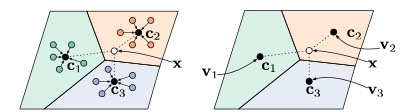 c₁
c₂
x
c₃
c₂
v₂
c₁
x
v₁
c₃
v₃